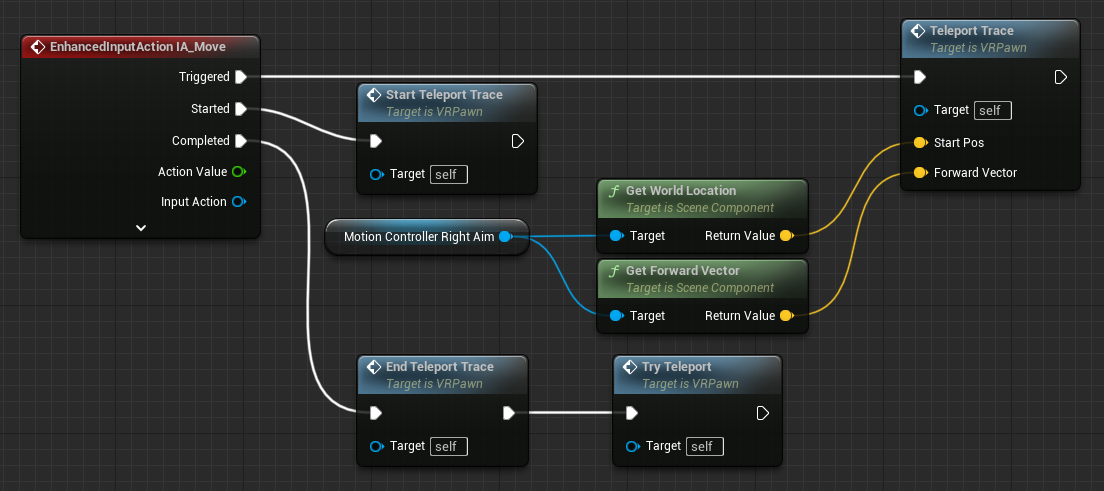 EnhancedInputAction IA_Move
Triggered
Started
Completed
Action Value
Input Action
Start Teleport Trace
Target is VRPawn
Target self
Motion Controller Right Aim
Get World Location
Target is Scene Component
Target Return Value
Get Forward Vector
Target is Scene Component
Target Return Value
Teleport Trace
Target is VRPawn
Target self
Start Pos
Forward Vector
End Teleport Trace
Target is VRPawn
Target self
Try Teleport
Target is VRPawn
Target self